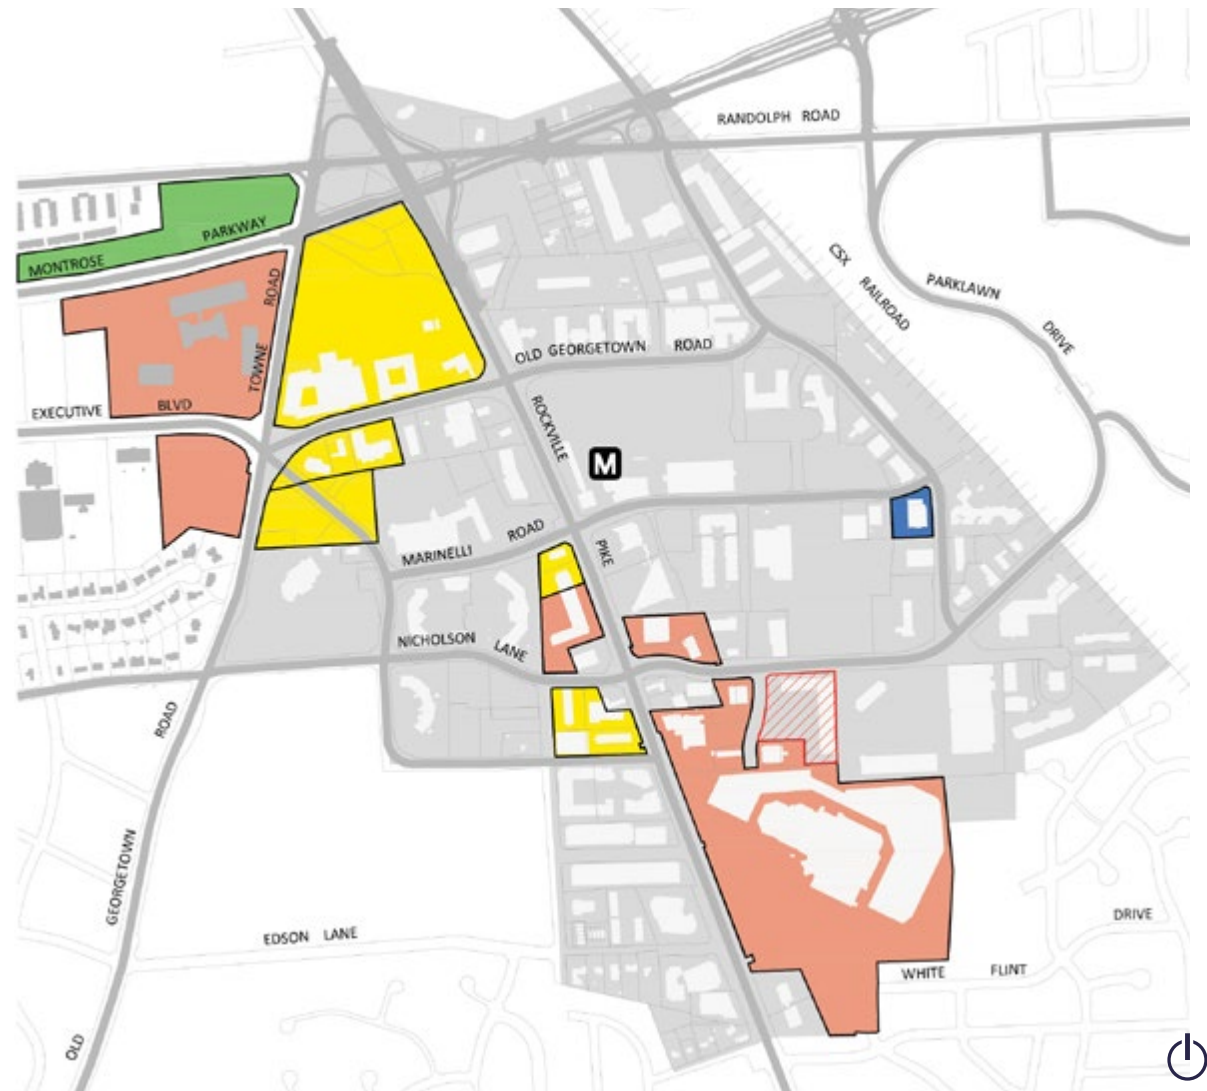 RANDOLPH ROAD
MONTROSE PARKWAY
CSX RAILROAD
PARKLAWN DRIVE
TOWNE ROAD
OLD GEORGETOWN ROAD
EXECUTIVE BLVD
ROCKVILLE PIKE
M
MARINELLI ROAD
NICHOLSON LANE
OLD GEORGETOWN ROAD
EDSON LANE
WHITE FLINT DRIVE